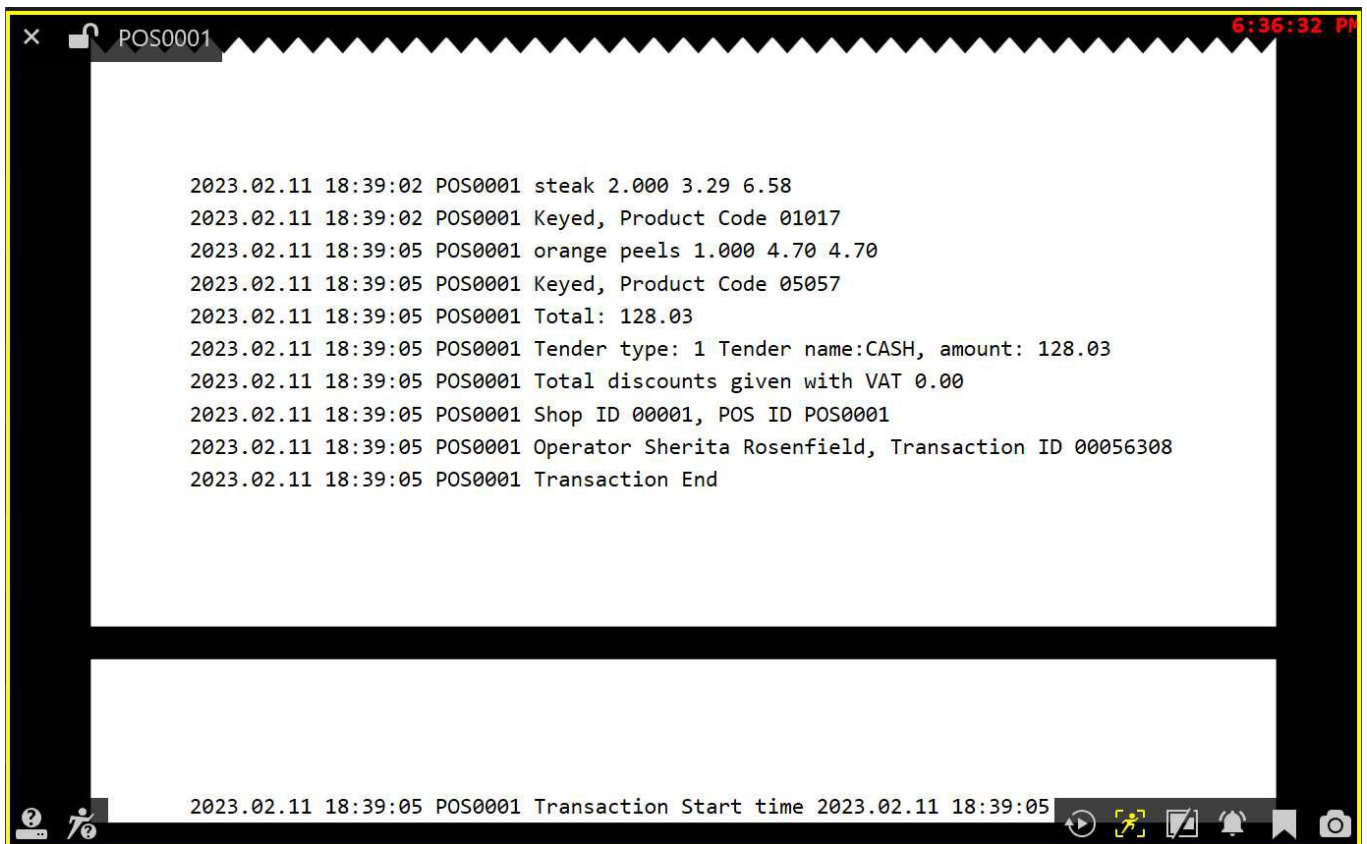 POS0001
6:36:32 PM
2023.02.11 18:39:02 POS0001 steak 2.000 3.29 6.58
2023.02.11 18:39:02 POS0001 Keyed, Product Code 01017
2023.02.11 18:39:05 POS0001 orange peels 1.000 4.70 4.70
2023.02.11 18:39:05 POS0001 Keyed, Product Code 05057
2023.02.11 18:39:05 POS0001 Total: 128.03
2023.02.11 18:39:05 POS0001 Tender type: 1 Tender name:CASH, amount: 128.03
2023.02.11 18:39:05 POS0001 Total discounts given with VAT 0.00
2023.02.11 18:39:05 POS0001 Shop ID 00001, POS ID POS0001
2023.02.11 18:39:05 POS0001 Operator Sherita Rosenfield, Transaction ID 00056308
2023.02.11 18:39:05 POS0001 Transaction End
2023.02.11 18:39:05 POS0001 Transaction Start time 2023.02.11 18:39:05